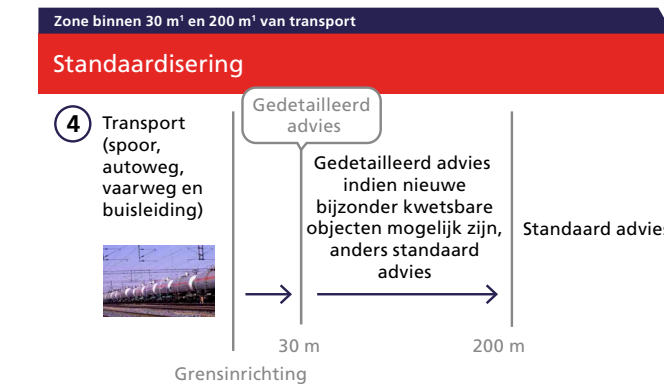 Zone binnen 30 m¹ en 200 m¹ van transport
Standaardisering
4
Transport
(spoor,
autoweg,
vaarweg en
buisleiding)
Gedetailleerd
advies
Gedetailleerd advies
indien nieuwe
bijzonder kwetsbare
objecten mogelijk zijn,
anders standaard
advies
Standaard advies
30 m
200 m
Grensinrichting